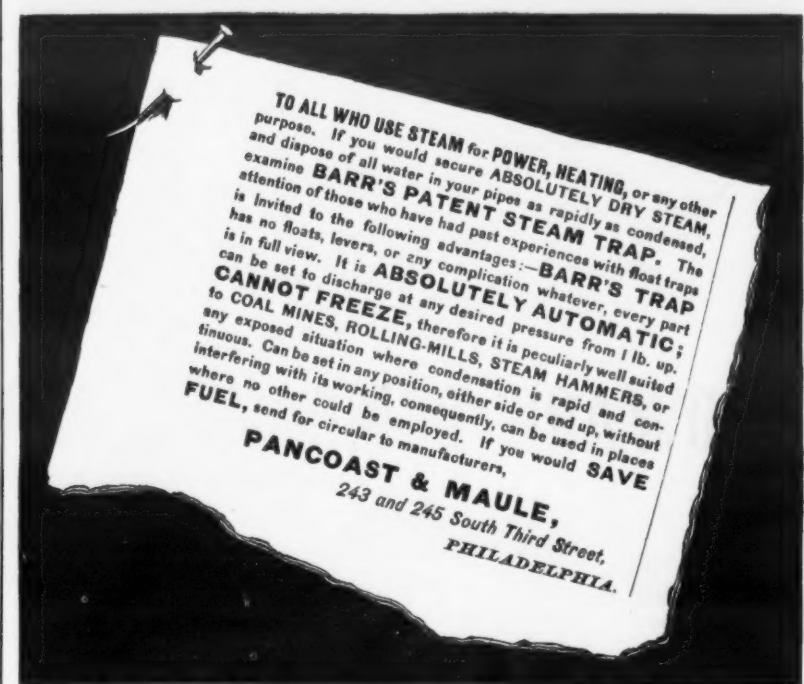 TO ALL WHO USE STEAM for POWER, HEATING, or any other
purpose. If you would secure ABSOLUTELY DRY STEAM,
and dispose of all water in your pipes as rapidly as condensed,
examine BARR'S PATENT STEAM TRAP. The
attention of those who have had past experiences with float traps
is invited to the following advantages:—BARR'S TRAP
has no floats, levers, or any complication whatever, every part
is in full view. It is ABSOLUTELY AUTOMATIC;
can be set to discharge at any desired pressure from 1 lb. up.
CANNOT FREEZE, therefore it is peculiarly well suited
to COAL MINES, ROLLING-MILLS, STEAM HAMMERS, or
any exposed situation where condensation is rapid and con-
tinuous. Can be set in any position, either side or end up, without
interfering with its working, consequently, can be used in places
where no other could be employed. If you would SAVE
FUEL, send for circular to manufacturers,
PANCOAST & MAULE,
243 and 245 South Third Street,
PHILADELPHIA.